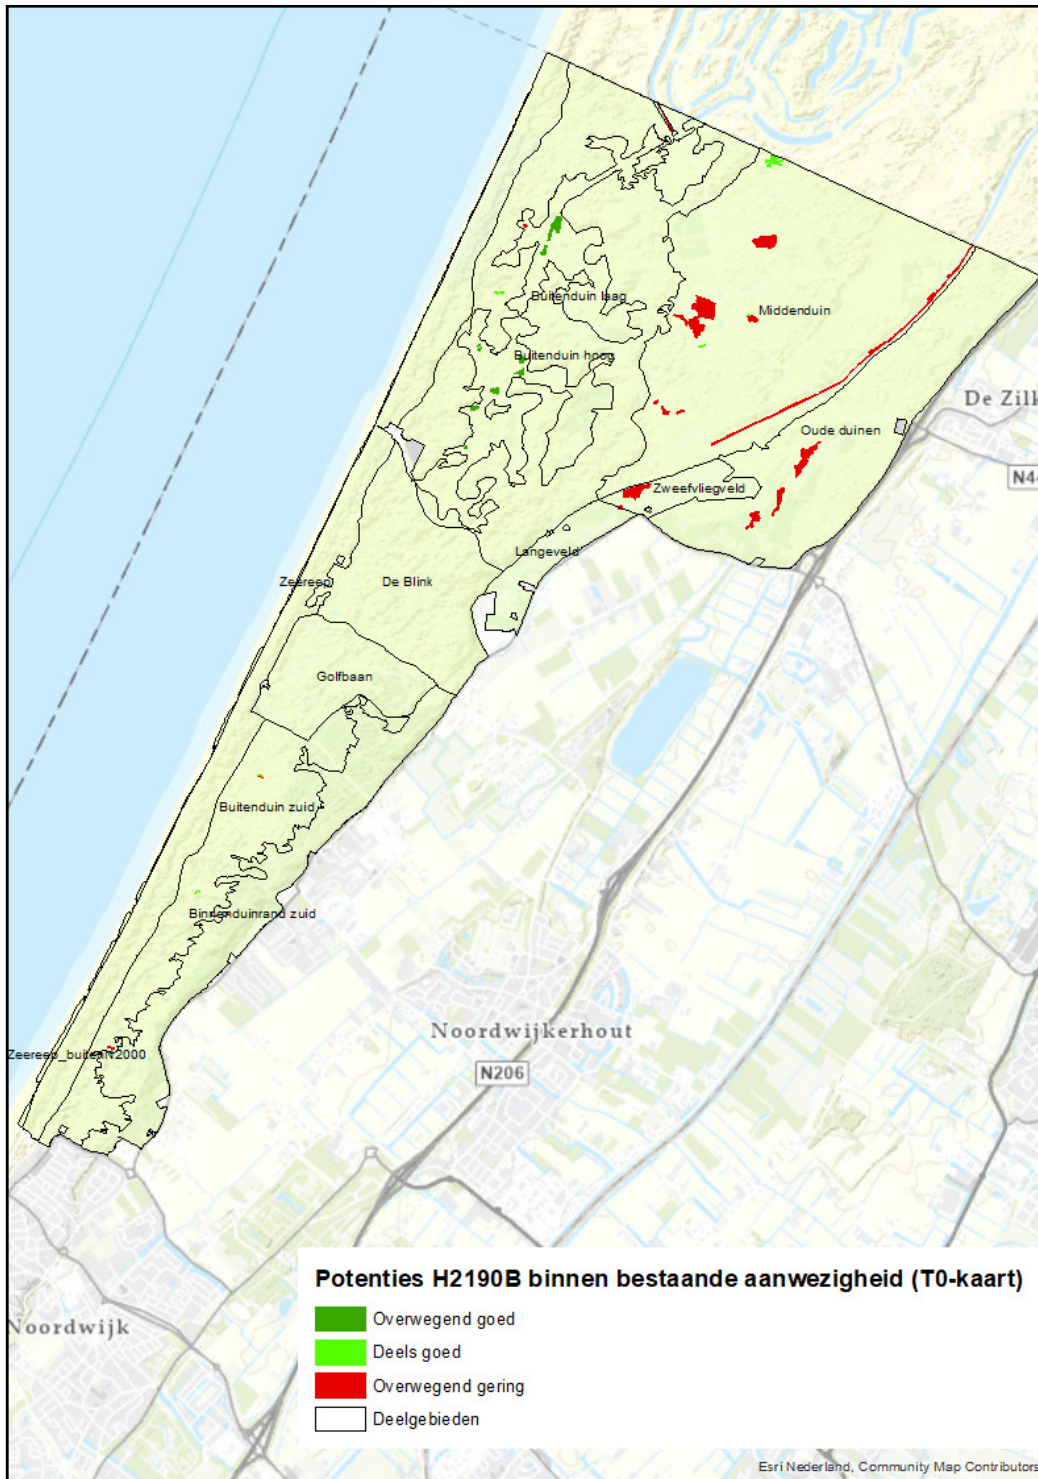 Buitenduin laag
Middenduin
Buitenduin hoog
De Zilk
Oude duinen
N44
Zweefvliegveld
Langeveld
Zeereep
De Blink
Golfbaan
Buitenduin zuid
Binnenduinrand zuid
Noordwijkerhout
Zeereep_buitenN2000
N206
Noordwijk
Potenties H2190B binnen bestaande aanwezigheid (T0-kaart)
Overwegend goed
Deels goed
Overwegend gering
Deelgebieden
Esri Nederland, Community Map Contributors